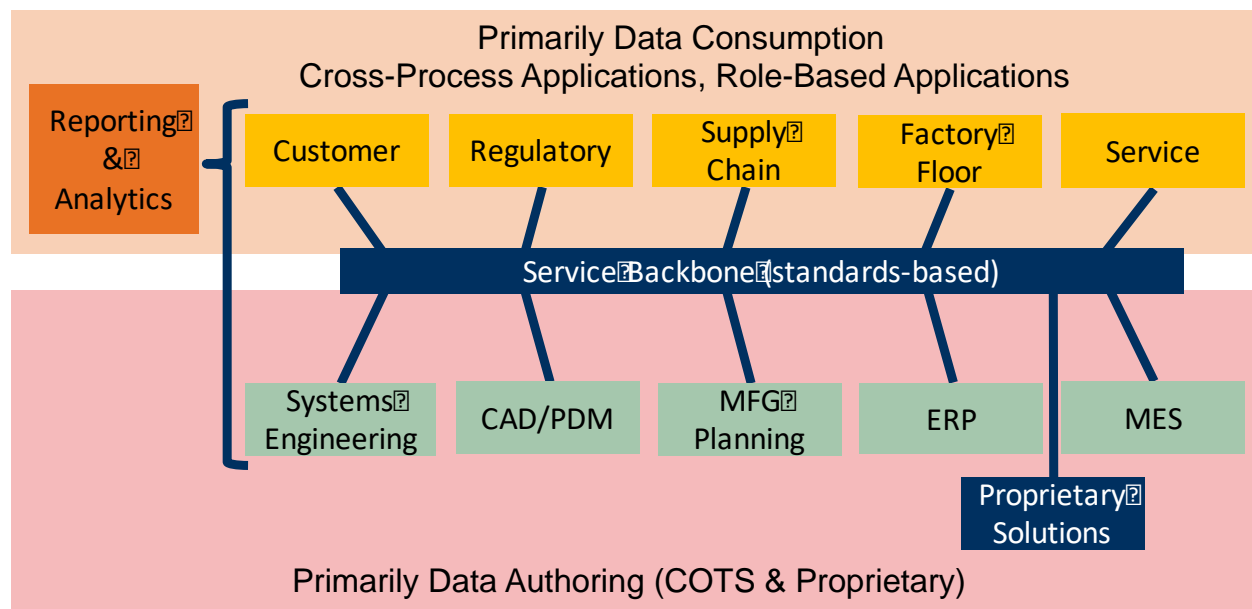 Primarily Data Consumption
Cross-Process Applications, Role-Based Applications
Reporting⍰
&⍰
Analytics
Customer
Regulatory
Supply⍰
Chain
Factory⍰
Floor
Service
Service⍰Backbone⍰(standards-based)
Systems⍰
Engineering
CAD/PDM
MFG⍰
Planning
ERP
MES
Proprietary⍰
Solutions
Primarily Data Authoring (COTS & Proprietary)